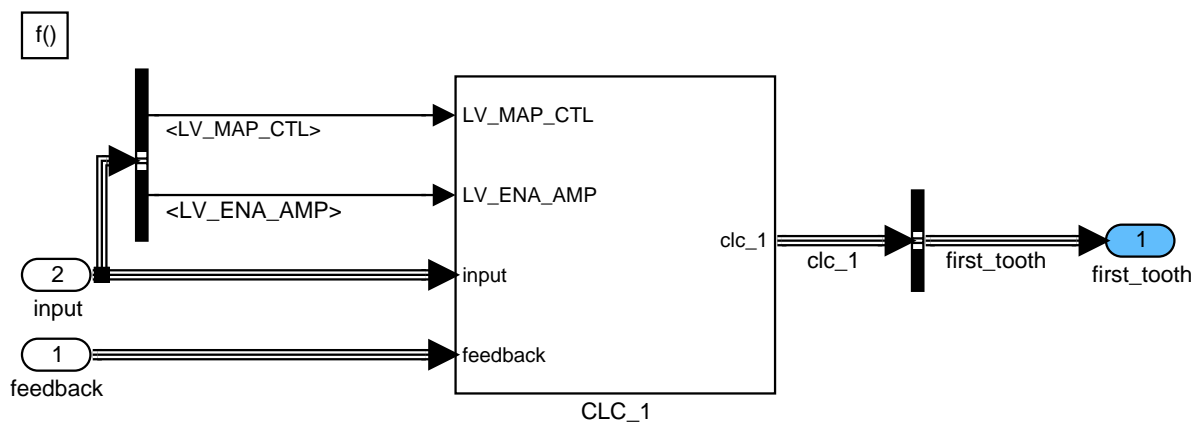 f()
LV_MAP_CTL
<LV_MAP_CTL>
LV_ENA_AMP
<LV_ENA_AMP>
clc_1
clc_1
first_tooth
1
first_tooth
2
input
input
1
feedback
feedback
CLC_1